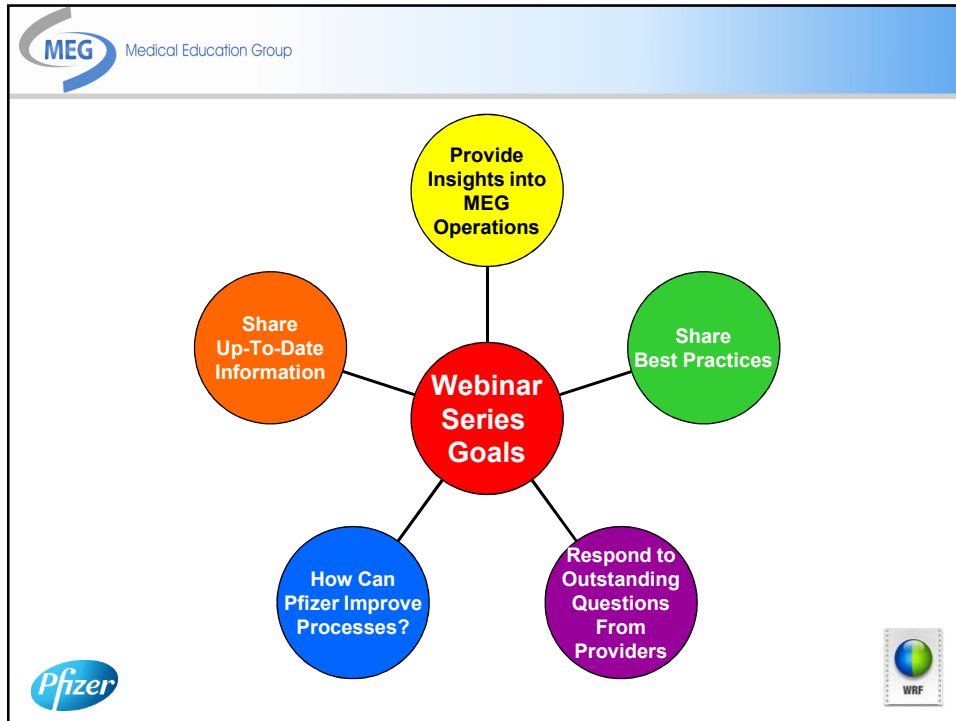 MEG
Medical Education Group
Provide
Insights into
MEG
Operations
Share
Up-To-Date
Information
Share
Best Practices
Webinar
Series
Goals
How Can
Pfizer Improve
Processes?
Respond to
Outstanding
Questions
From
Providers
Pfizer
WRF